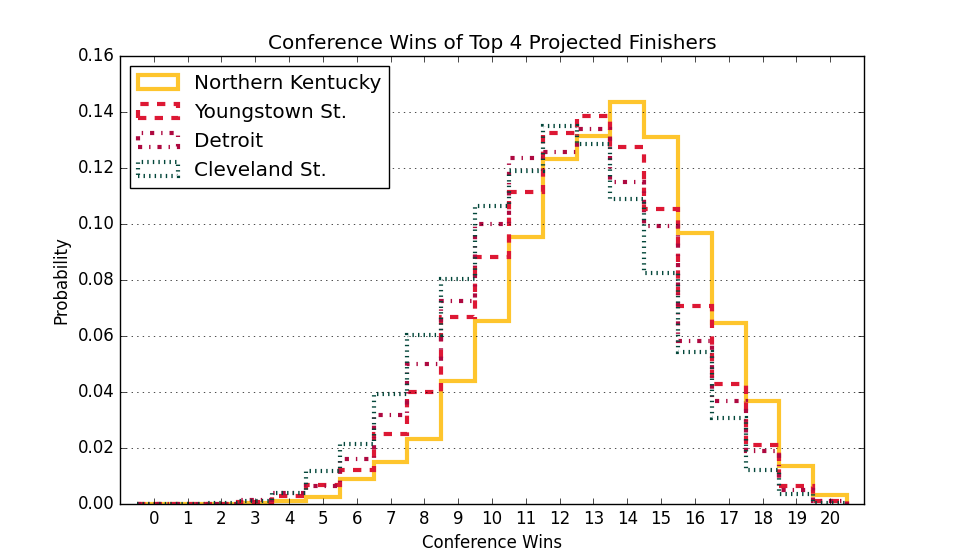 Conference Wins of Top 4 Projected Finishers
0.16
0.14
0.12
0.10
0.08
0.06
0.04
0.02
0.00
Probability
Northern Kentucky
Youngstown St.
Detroit
Cleveland St.
0 1 2 3 4 5 6 7 8 9 10 11 12 13 14 15 16 17 18 19 20
Conference Wins